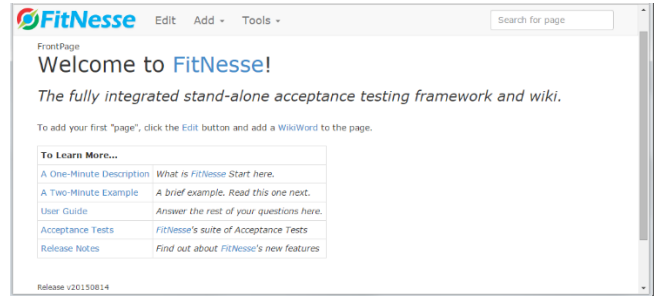 FitNesse Edit Add Tools Search for page
FrontPage
Welcome to FitNesse!
The fully integrated stand-alone acceptance testing framework and wiki.
To add your first "page", click the Edit button and add a WikiWord to the page.
To Learn More...
A One-Minute Description What is FitNesse Start here.
A Two-Minute Example A brief example. Read this one next.
User Guide Answer the rest of your questions here.
Acceptance Tests FitNesse's suite of Acceptance Tests
Release Notes Find out about FitNesse's new features
Release v20150814